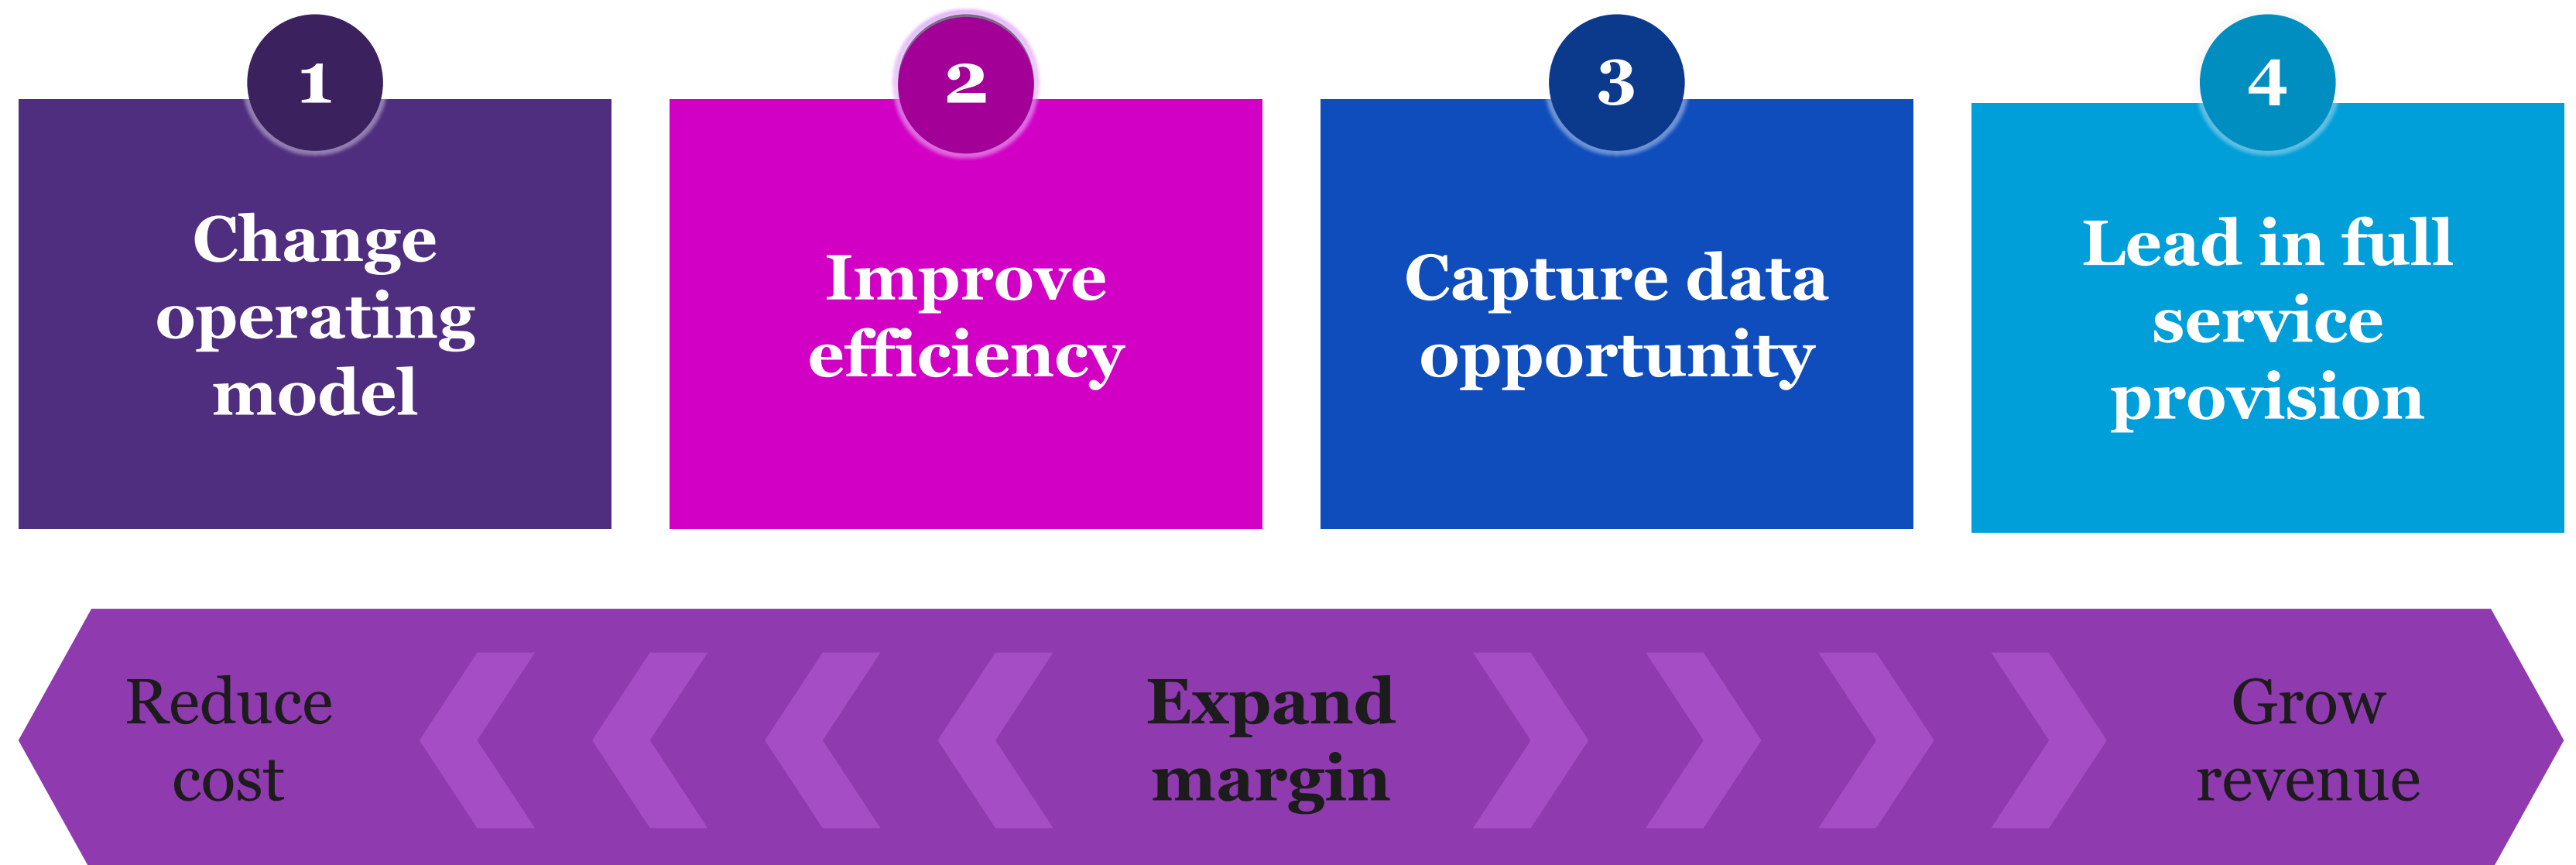 1
Change
operating
model
2
Improve
efficiency
3
Capture data
opportunity
4
Lead in full
service
provision
Reduce
cost
Expand
margin
Grow
revenue